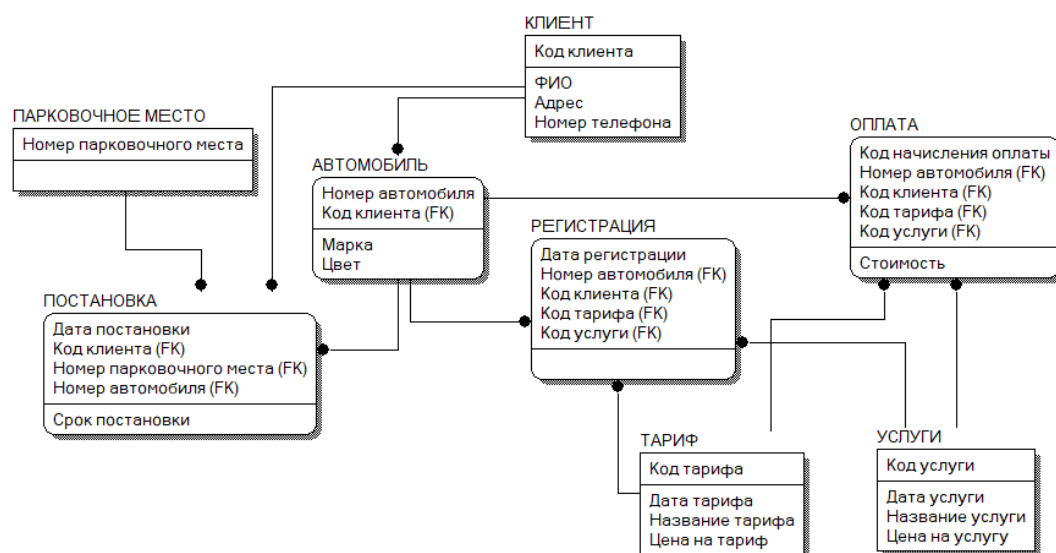 КЛИЕНТ
Код клиента
ФИО
Адрес
Номер телефона
ПАРКОВОЧНОЕ МЕСТО
Номер парковочного места
АВТОМОБИЛЬ
Номер автомобиля
Код клиента (FK)
Марка
Цвет
ОПЛАТА
Код начисления оплаты
Номер автомобиля (FK)
Код клиента (FK)
Код тарифа (FK)
Код услуги (FK)
Стоимость
РЕГИСТРАЦИЯ
Дата регистрации
Номер автомобиля (FK)
Код клиента (FK)
Код тарифа (FK)
Код услуги (FK)
ПОСТАНОВКА
Дата постановки
Код клиента (FK)
Номер парковочного места (FK)
Номер автомобиля (FK)
Срок постановки
ТАРИФ
Код тарифа
Дата тарифа
Название тарифа
Цена на тариф
УСЛУГИ
Код услуги
Дата услуги
Название услуги
Цена на услугу